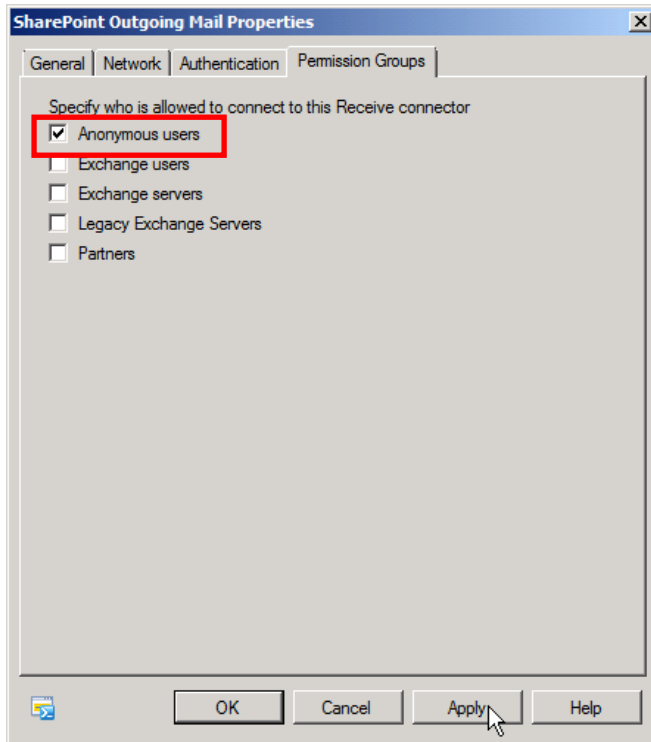 SharePoint Outgoing Mail Properties
General Network Authentication Permission Groups
Specify who is allowed to connect to this Receive connector
Anonymous users
Exchange users
Exchange servers
Legacy Exchange Servers
Partners
OK Cancel Apply Help